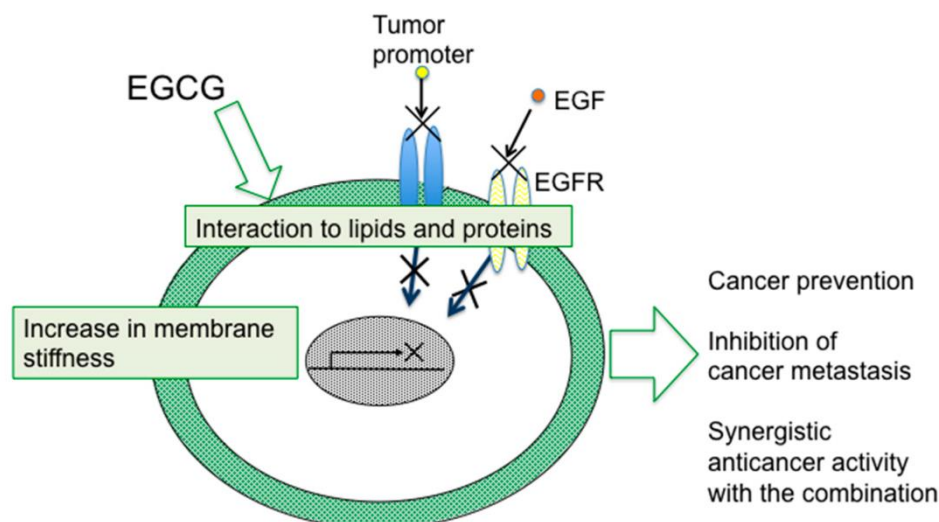 Tumor
promoter
EGCG
EGF
EGFR
Interaction to lipids and proteins
Increase in membrane
stiffness
Cancer prevention
Inhibition of
cancer metastasis
Synergistic
anticancer activity
with the combination